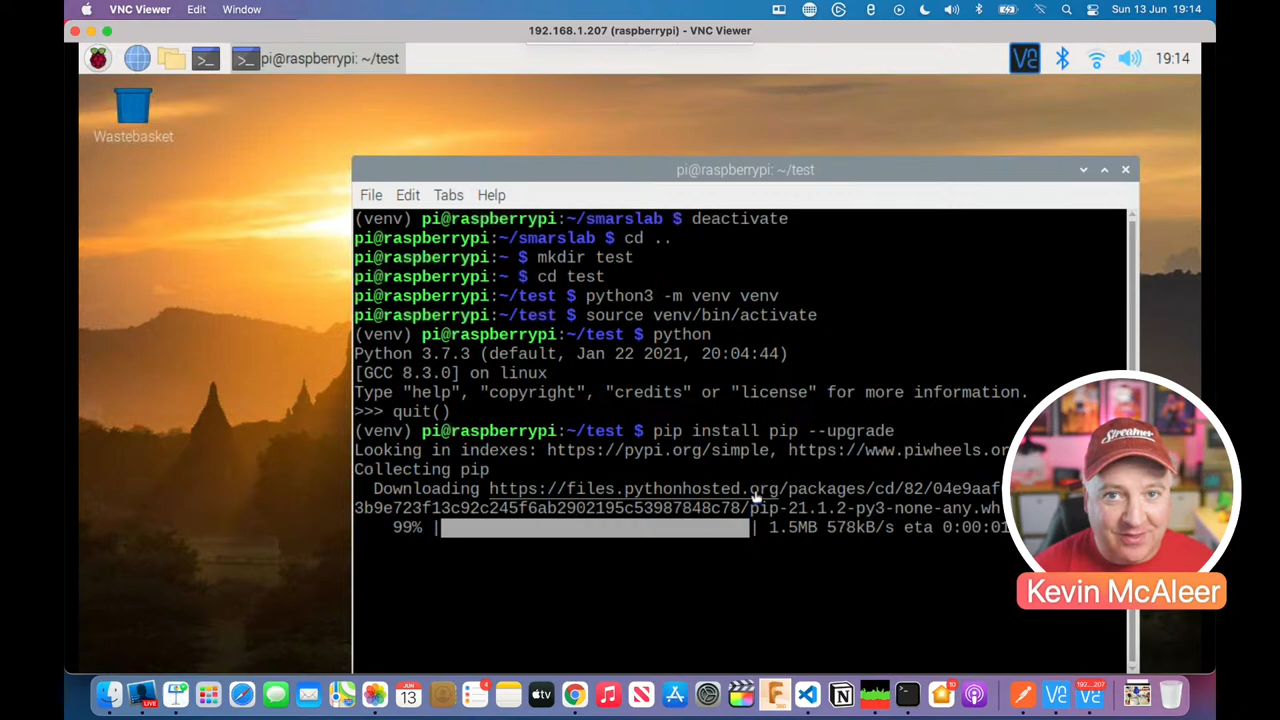 VNC Viewer Edit Window Sun 13 Jun 19:14
192.168.1.207 (raspberrypi) - VNC Viewer
pi@raspberrypi: ~/test 19:14
Wastebasket
pi@raspberrypi: ~/test
File Edit Tabs Help
(venv) pi@raspberrypi:~/smarslab $ deactivate
pi@raspberrypi:~/smarslab $ cd ..
pi@raspberrypi:~ $ mkdir test
pi@raspberrypi:~ $ cd test
pi@raspberrypi:~/test $ python3 -m venv venv
pi@raspberrypi:~/test $ source venv/bin/activate
(venv) pi@raspberrypi:~/test $ python
Python 3.7.3 (default, Jan 22 2021, 20:04:44)
[GCC 8.3.0] on linux
Type "help", "copyright", "credits" or "license" for more information.
>>> quit()
(venv) pi@raspberrypi:~/test $ pip install pip --upgrade
Looking in indexes: https://pypi.org/simple, https://www.piwheels.or
Collecting pip
Downloading https://files.pythonhosted.org/packages/cd/82/04e9aaf
3b9e723f13c92c245f6ab2902195c53987848c78/pip-21.1.2-py3-none-any.wh
99% | | 1.5MB 578kB/s eta 0:00:01
Streamer
Kevin McAleer